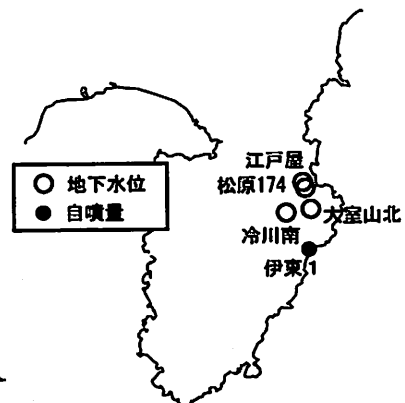 江戸屋
松原174
地下水位
自噴量
大室山北
冷川南
伊東1